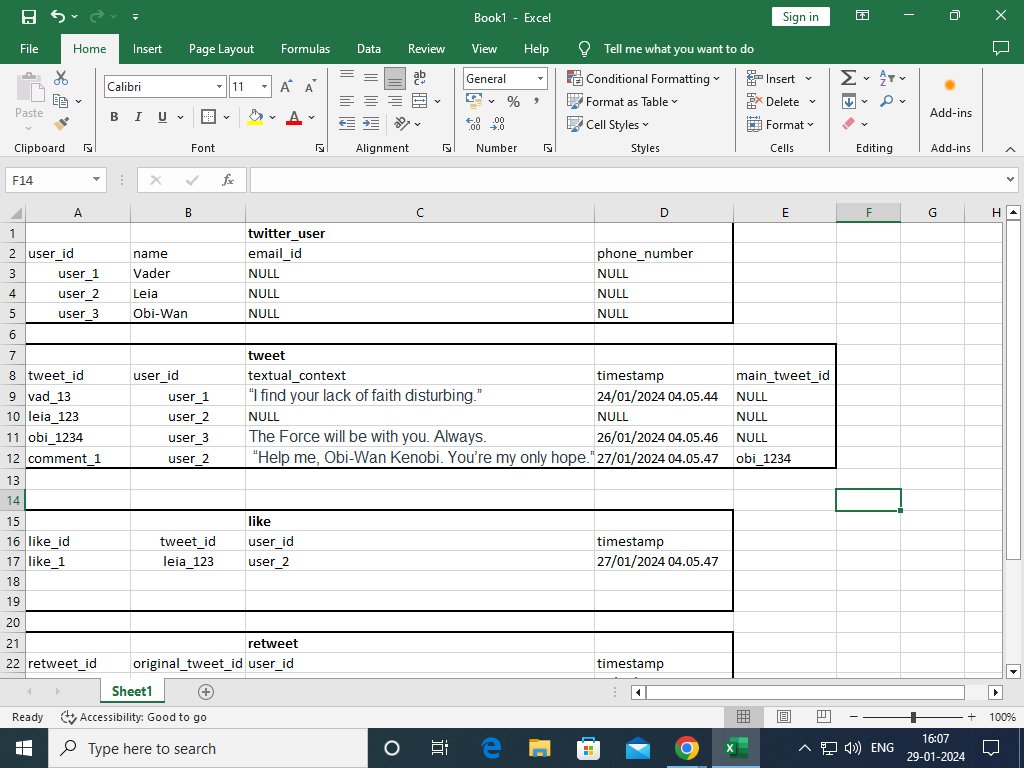 Book1 - Excel
Sign in
File Home Insert Page Layout Formulas Data Review View Help Tell me what you want to do
Paste
Calibri 11
B I U A
ab
General
% ,
Conditional Formatting
Format as Table
Cell Styles
Insert
Delete
Format
Add-ins
Clipboard Font Alignment Number Styles Cells Editing Add-ins
F14 fx
A B C D E F G H
1 twitter_user
2 user_id name email_id phone_number
3 user_1 Vader NULL NULL
4 user_2 Leia NULL NULL
5 user_3 Obi-Wan NULL NULL
6
7 tweet
8 tweet_id user_id textual_context timestamp main_tweet_id
9 vad_13 user_1 “I find your lack of faith disturbing.” 24/01/2024 04.05.44 NULL
10 leia_123 user_2 NULL NULL NULL
11 obi_1234 user_3 The Force will be with you. Always. 26/01/2024 04.05.46 NULL
12 comment_1 user_2 “Help me, Obi-Wan Kenobi. You’re my only hope.” 27/01/2024 04.05.47 obi_1234
13
14
15 like
16 like_id tweet_id user_id timestamp
17 like_1 leia_123 user_2 27/01/2024 04.05.47
18
19
20
21 retweet
22 retweet_id original_tweet_id user_id timestamp
Sheet1
Ready Accessibility: Good to go 100%
Type here to search
ENG
16:07
29-01-2024